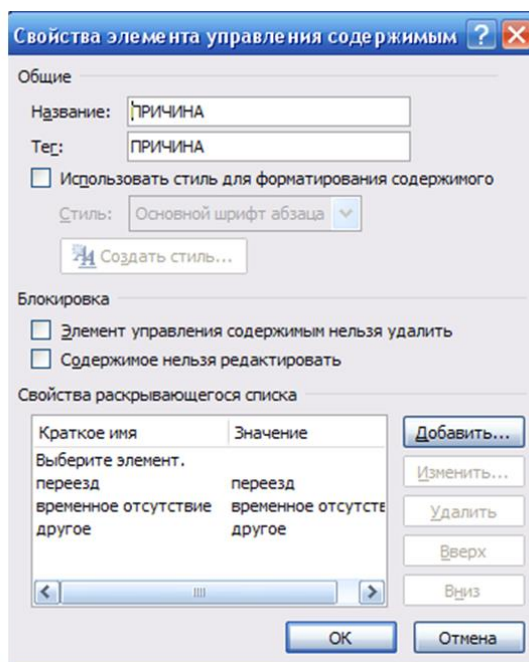 Свойства элемента управления содержимым
Общие
Название: ПРИЧИНА
Тег: ПРИЧИНА
Использовать стиль для форматирования содержимого
Стиль: Основной шрифт абзаца
Создать стиль...
Блокировка
Элемент управления содержимым нельзя удалить
Содержимое нельзя редактировать
Свойства раскрывающегося списка
Краткое имя Значение
Выберите элемент.
переезд переезд
временное отсутствие временное отсутств
другое другое
Добавить...
Изменить...
Удалить
Вверх
Вниз
ОК Отмена